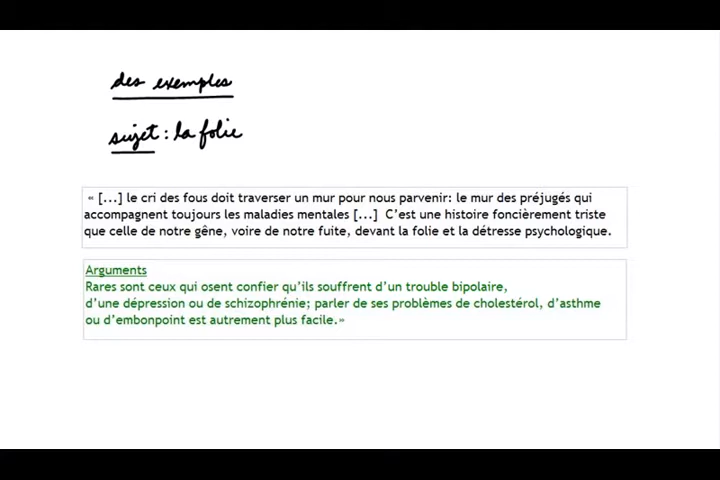 des exemples
sujet : la folie
« [...] le cri des fous doit traverser un mur pour nous parvenir: le mur des préjugés qui
accompagnent toujours les maladies mentales [...]  C’est une histoire foncièrement triste
que celle de notre gêne, voire de notre fuite, devant la folie et la détresse psychologique.
Arguments
Rares sont ceux qui osent confier qu’ils souffrent d’un trouble bipolaire,
d’une dépression ou de schizophrénie; parler de ses problèmes de cholestérol, d’asthme
ou d’embonpoint est autrement plus facile.»